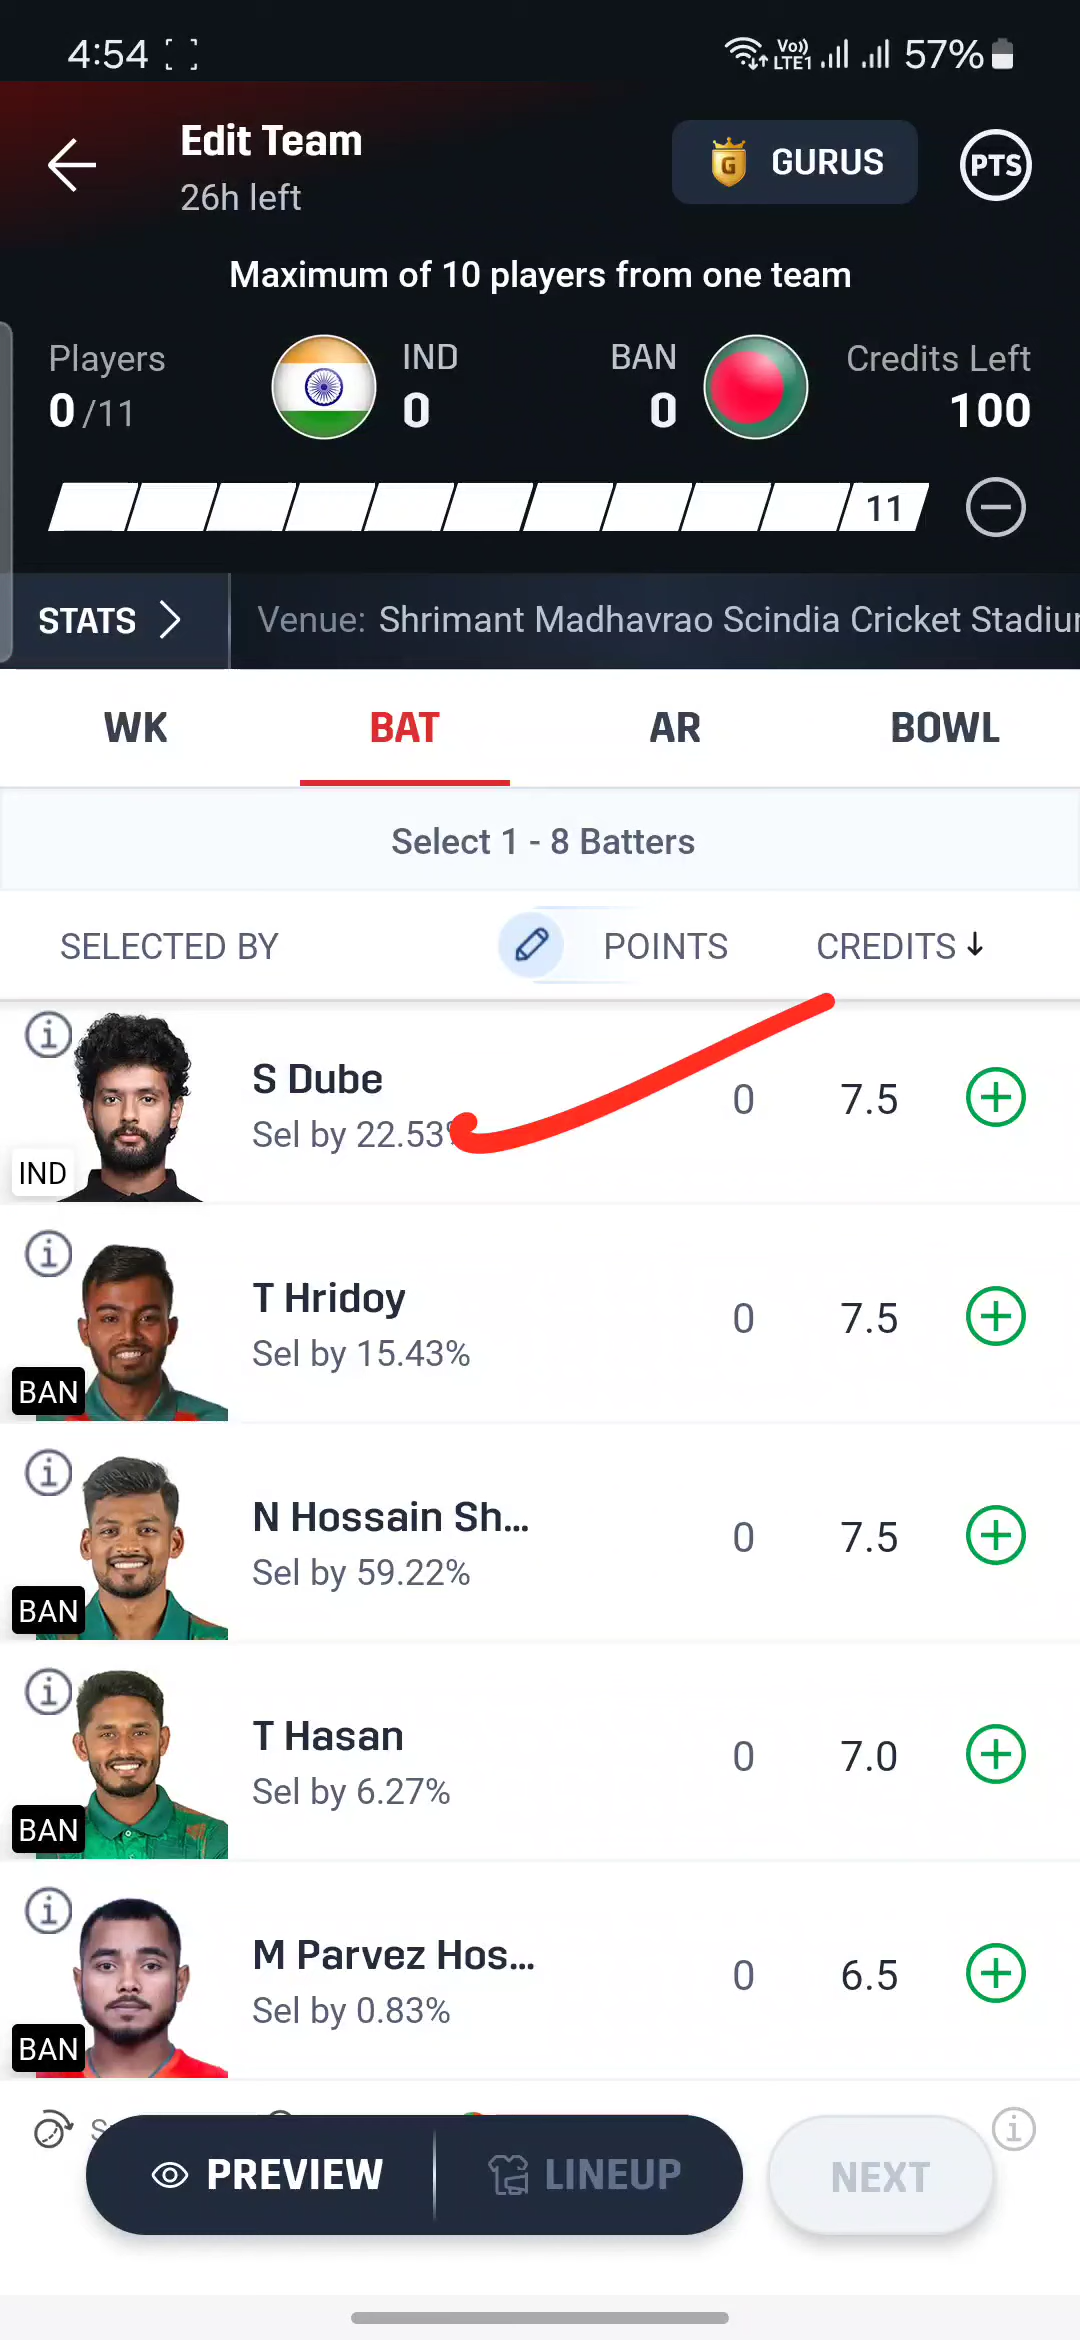 4:54
Vo))
LTE1
57%
Edit Team
26h left
G GURUS
PTS
Maximum of 10 players from one team
Players
0/11
IND
0
BAN
0
Credits Left
100
11
STATS
Venue: Shrimant Madhavrao Scindia Cricket
WK
BAT
AR
BOWL
Select 1 - 8 Batters
SELECTED BY
POINTS
CREDITS ↓
S Dube
Sel by 22.53%
IND
0
7.5
T Hridoy
Sel by 15.43%
BAN
0
7.5
N Hossain Sh...
Sel by 59.22%
BAN
0
7.5
T Hasan
Sel by 6.27%
BAN
0
7.0
M Parvez Hos...
Sel by 0.83%
BAN
0
6.5
PREVIEW
LINEUP
NEXT